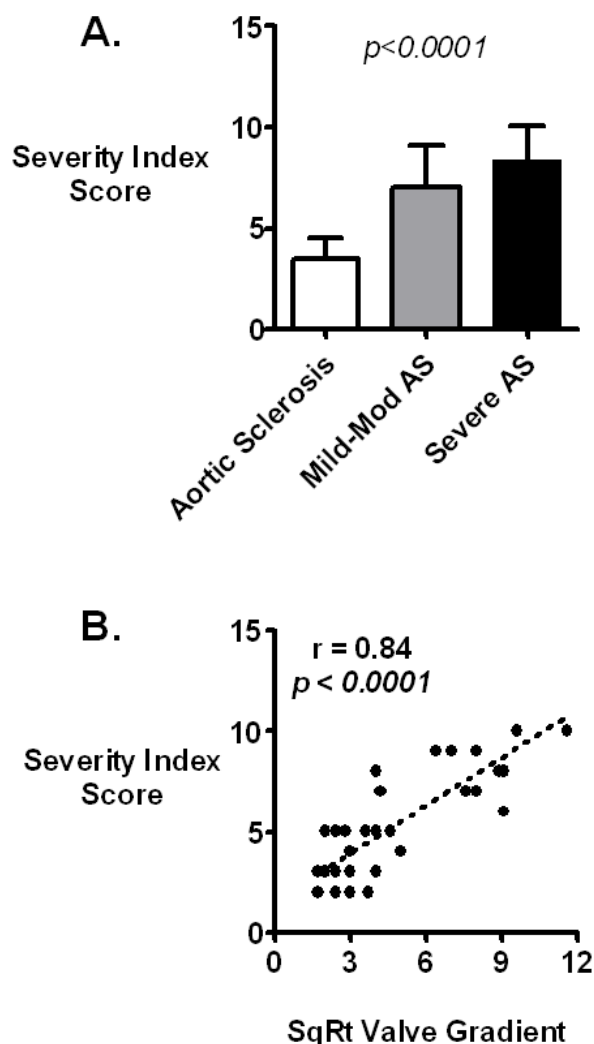 A.
15
p<0.0001
10
Severity Index
Score
5
0
Aortic Sclerosis
Mild-Mod AS
Severe AS
B.
15
r = 0.84
p < 0.0001
10
Severity Index
Score
5
0
0 3 6 9 12
SqRt Valve Gradient